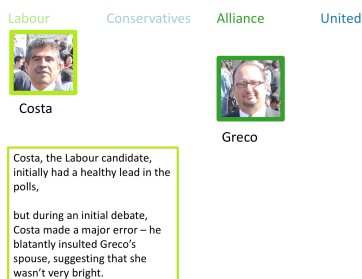 Labour Conservatives Alliance United
Costa
Greco
Costa, the Labour candidate,
initially had a healthy lead in the
polls,
but during an initial debate,
Costa made a major error – he
blatantly insulted Greco’s
spouse, suggesting that she
wasn’t very bright.